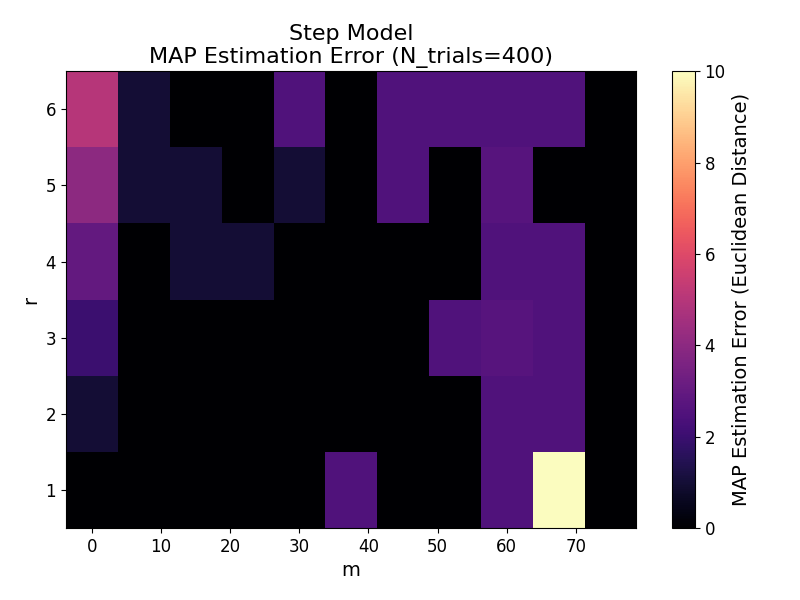 Step Model
MAP Estimation Error (N_trials=400)
6
5
4
3
2
1
r
0 10 20 30 40 50 60 70
m
10
8
6
4
2
0
MAP Estimation Error (Euclidean Distance)